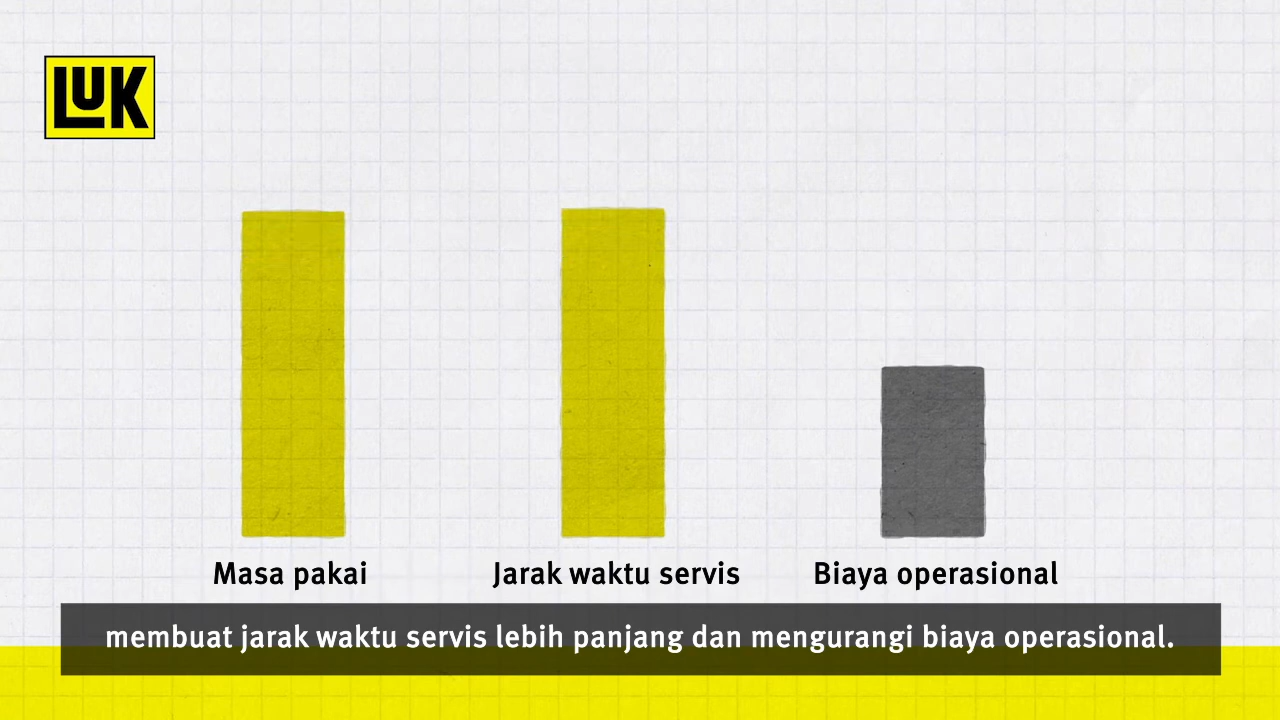 LUK
Masa pakai
Jarak waktu servis
Biaya operasional
membuat jarak waktu servis lebih panjang dan mengurangi biaya operasional.